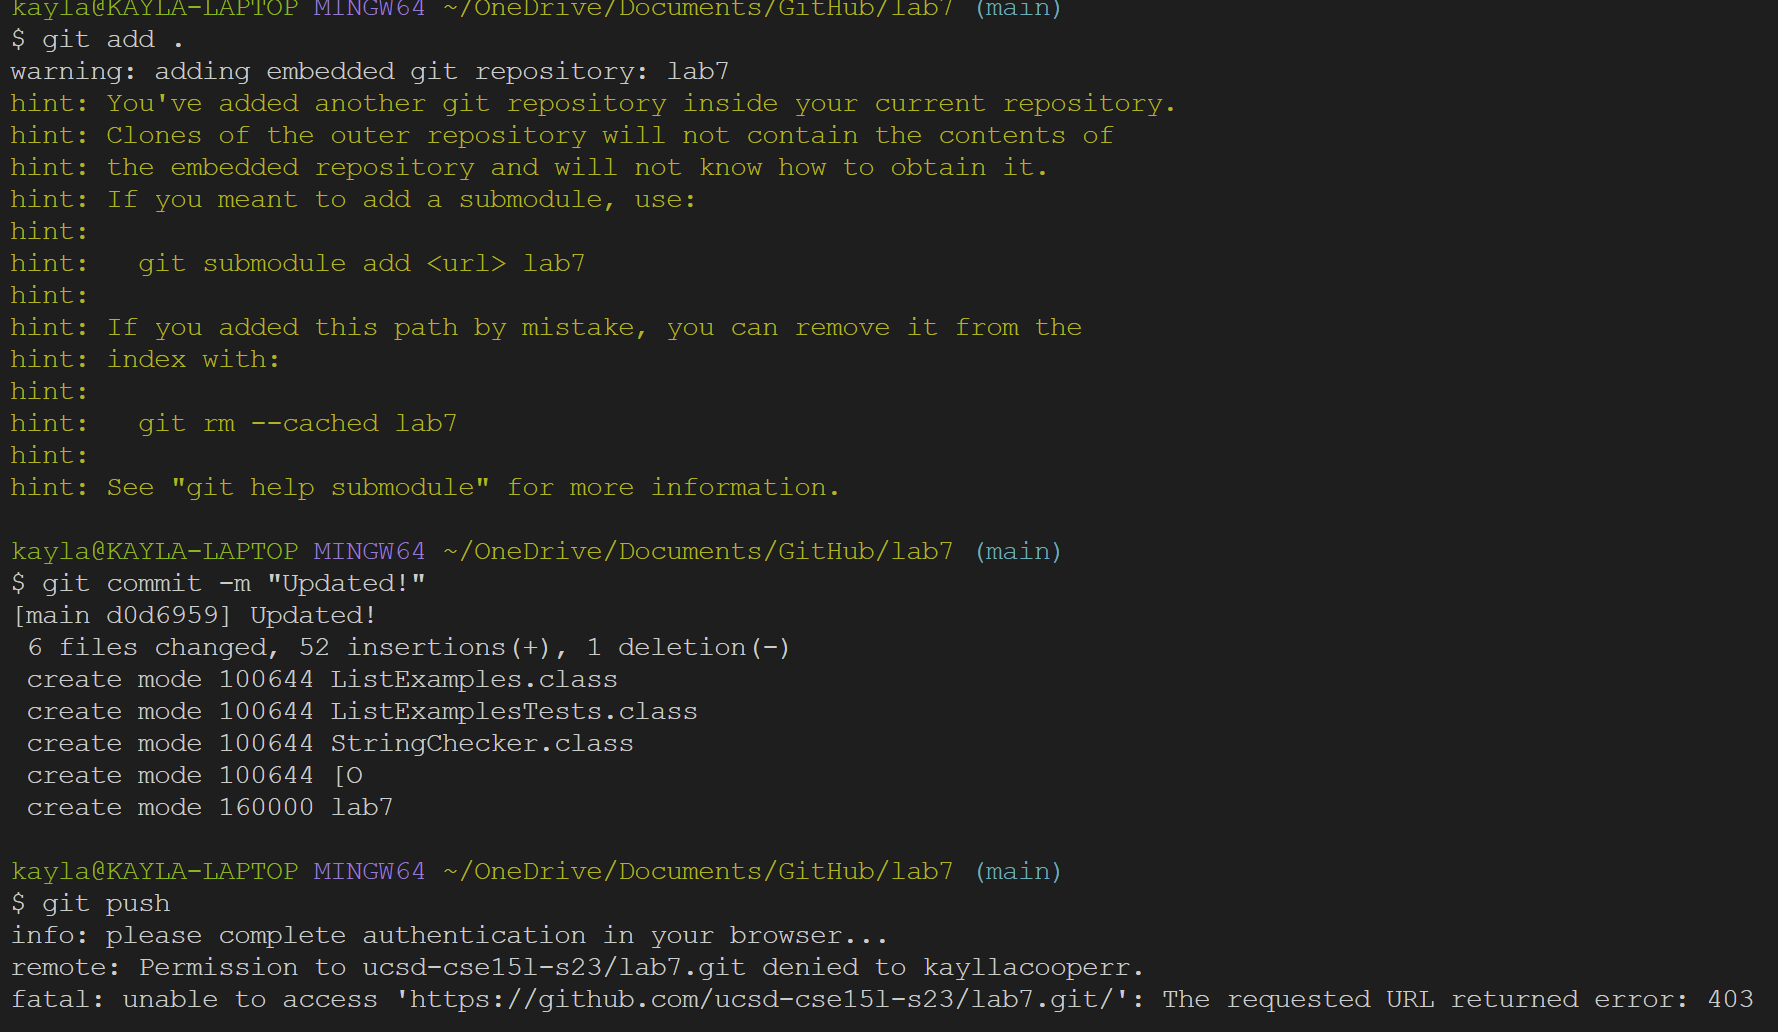 kayla@KAYLA-LAPTOP MINGW64 ~/OneDrive/Documents/GitHub/lab7 (main)
$ git add .
warning: adding embedded git repository: lab7
hint: You've added another git repository inside your current repository.
hint: Clones of the outer repository will not contain the contents of
hint: the embedded repository and will not know how to obtain it.
hint: If you meant to add a submodule, use:
hint:
hint:   git submodule add <url> lab7
hint:
hint: If you added this path by mistake, you can remove it from the
hint: index with:
hint:
hint:   git rm --cached lab7
hint:
hint: See "git help submodule" for more information.
kayla@KAYLA-LAPTOP MINGW64 ~/OneDrive/Documents/GitHub/lab7 (main)
$ git commit -m "Updated!"
[main d0d6959] Updated!
 6 files changed, 52 insertions(+), 1 deletion(-)
 create mode 100644 ListExamples.class
 create mode 100644 ListExamplesTests.class
 create mode 100644 StringChecker.class
 create mode 100644 [O
 create mode 160000 lab7
kayla@KAYLA-LAPTOP MINGW64 ~/OneDrive/Documents/GitHub/lab7 (main)
$ git push
info: please complete authentication in your browser...
remote: Permission to ucsd-cse15l-s23/lab7.git denied to kayllacooperr.
fatal: unable to access 'https://github.com/ucsd-cse15l-s23/lab7.git/': The requested URL returned error: 403